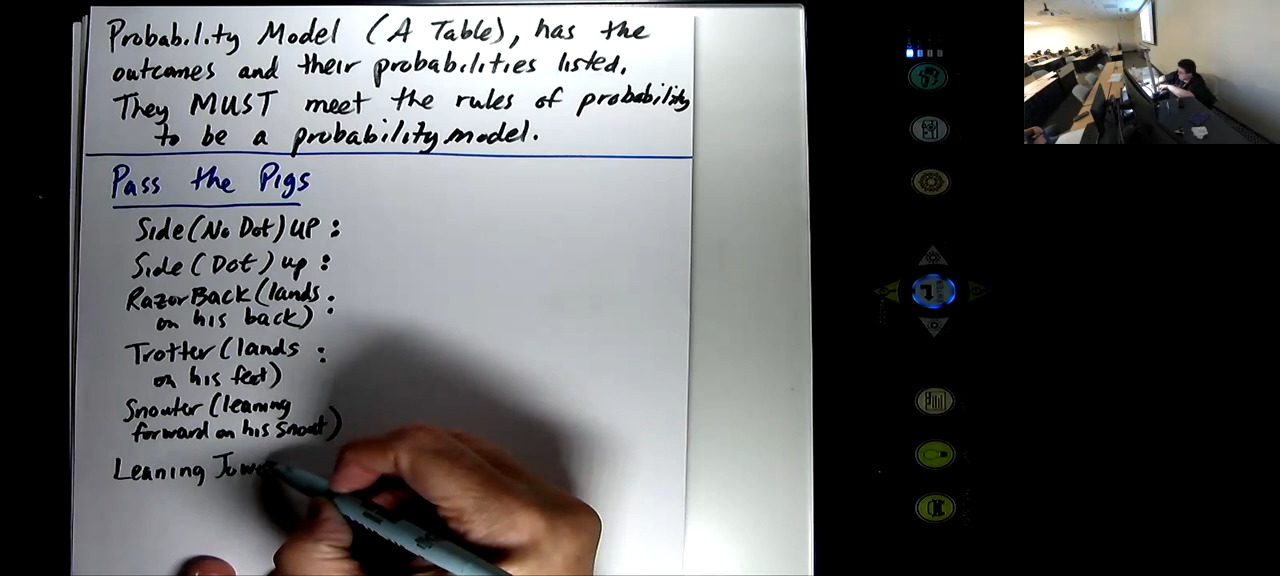 Probability Model (A Table), has the
outcomes and their probabilities listed.
They MUST meet the rules of probability
to be a probability model.
Pass the Pigs
Side (No Dot) UP :
Side (Dot) up :
RazorBack (lands :
on his back)
Trotter (lands :
on his feet)
Snouter (leaning
forward on his snout)
Leaning Jowe